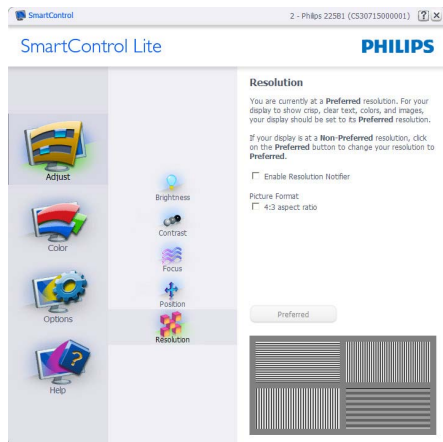 SmartControl
2 - Philips 225B1 (CS30715000001)
? X
SmartControl Lite
PHILIPS
Adjust
Color
Options
Help
Brightness
Contrast
Focus
Position
Resolution
Resolution
You are currently at a Preferred resolution. For your
display to show crisp, clear text, colors, and images,
your display should be set to its Preferred resolution.
If your display is at a Non-Preferred resolution, click
on the Preferred button to change your resolution to
Preferred.
Enable Resolution Notifier
Picture Format
4:3 aspect ratio
Preferred